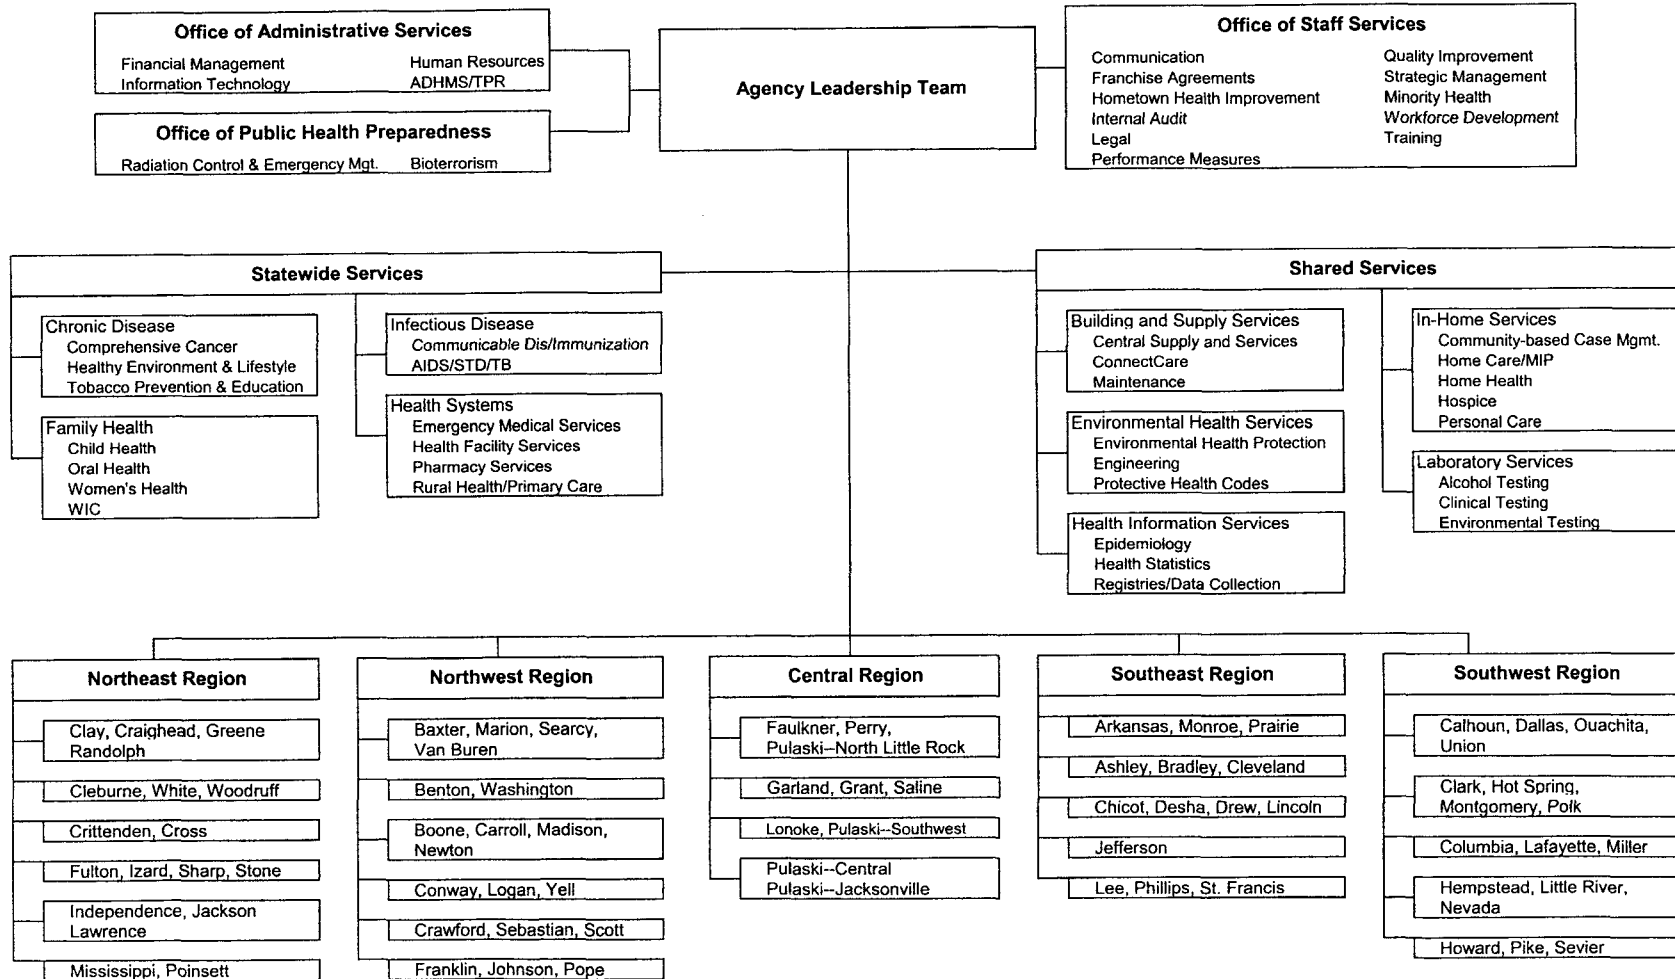 Office of Administrative Services
Financial Management
Human Resources
Information Technology
ADHMS/TPR
Office of Public Health Preparedness
Radiation Control & Emergency Mgt.
Bioterrorism
Agency Leadership Team
Office of Staff Services
Communication
Franchise Agreements
Hometown Health Improvement
Internal Audit
Legal
Performance Measures
Quality Improvement
Strategic Management
Minority Health
Workforce Development
Training
Statewide Services
Chronic Disease
Comprehensive Cancer
Healthy Environment & Lifestyle
Tobacco Prevention & Education
Family Health
Child Health
Oral Health
Women's Health
WIC
Infectious Disease
Communicable Dis/Immunization
AIDS/STD/TB
Health Systems
Emergency Medical Services
Health Facility Services
Pharmacy Services
Rural Health/Primary Care
Shared Services
Building and Supply Services
Central Supply and Services
ConnectCare
Maintenance
Environmental Health Services
Environmental Health Protection
Engineering
Protective Health Codes
Health Information Services
Epidemiology
Health Statistics
Registries/Data Collection
In-Home Services
Community-based Case Mgmt.
Home Care/MIP
Home Health
Hospice
Personal Care
Laboratory Services
Alcohol Testing
Clinical Testing
Environmental Testing
Northeast Region
Clay, Craighead, Greene
Randolph
Cleburne, White, Woodruff
Crittenden, Cross
Fulton, Izard, Sharp, Stone
Independence, Jackson
Lawrence
Mississippi, Poinsett
Northwest Region
Baxter, Marion, Searcy,
Van Buren
Benton, Washington
Boone, Carroll, Madison,
Newton
Conway, Logan, Yell
Crawford, Sebastian, Scott
Franklin, Johnson, Pope
Central Region
Faulkner, Perry,
Pulaski--North Little Rock
Garland, Grant, Saline
Lonoke, Pulaski--Southwest
Pulaski--Central
Pulaski--Jacksonville
Southeast Region
Arkansas, Monroe, Prairie
Ashley, Bradley, Cleveland
Chicot, Desha, Drew, Lincoln
Jefferson
Lee, Phillips, St. Francis
Southwest Region
Calhoun, Dallas, Ouachita,
Union
Clark, Hot Spring,
Montgomery, Polk
Columbia, Lafayette, Miller
Hempstead, Little River,
Nevada
Howard, Pike, Sevier